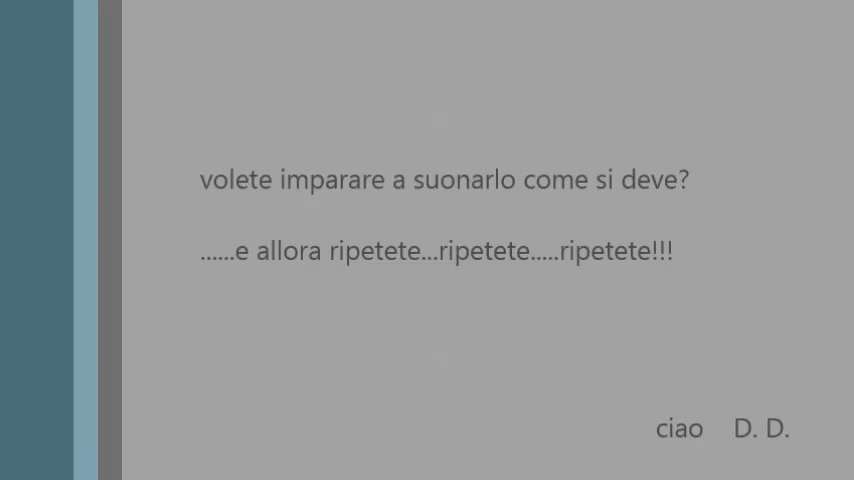 volete imparare a suonarlo come si deve?
......e allora ripetete...ripetete.....ripetete!!!
ciao D. D.